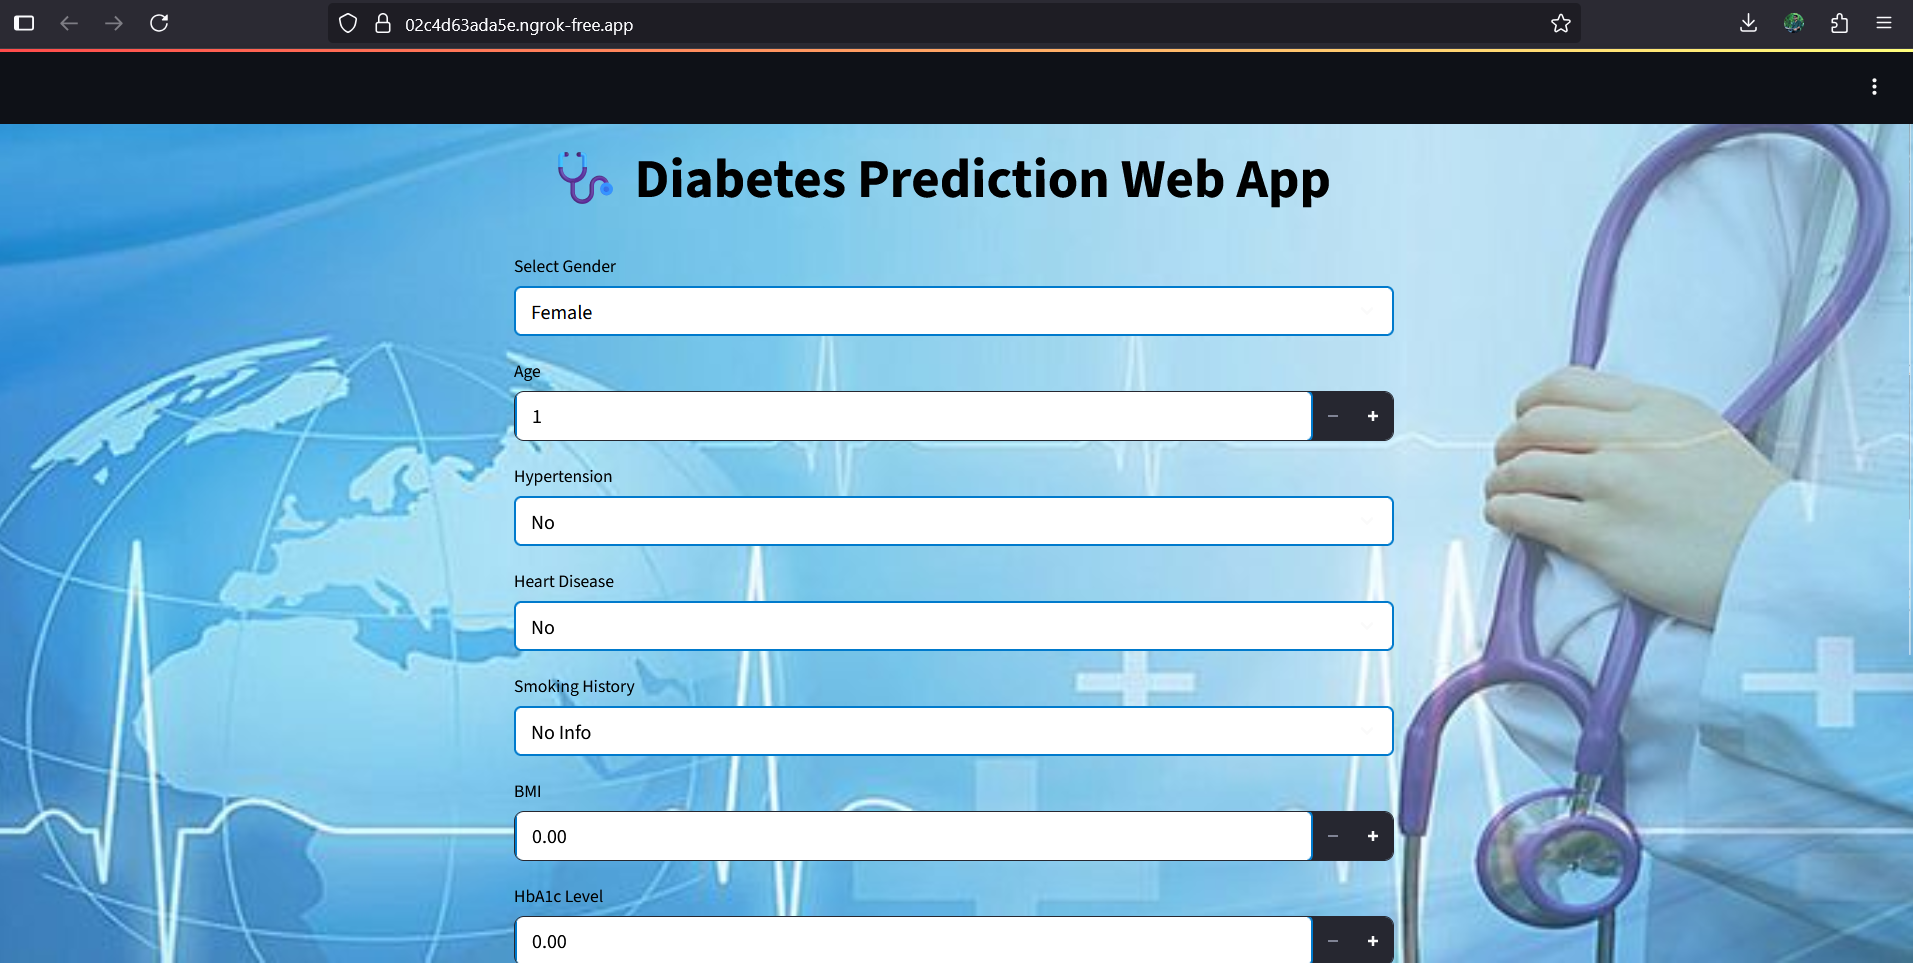 02c4d63ada5e.ngrok-free.app
Diabetes Prediction Web App
Select Gender
Female
Age
1
Hypertension
No
Heart Disease
No
Smoking History
No Info
BMI
0.00
HbA1c Level
0.00